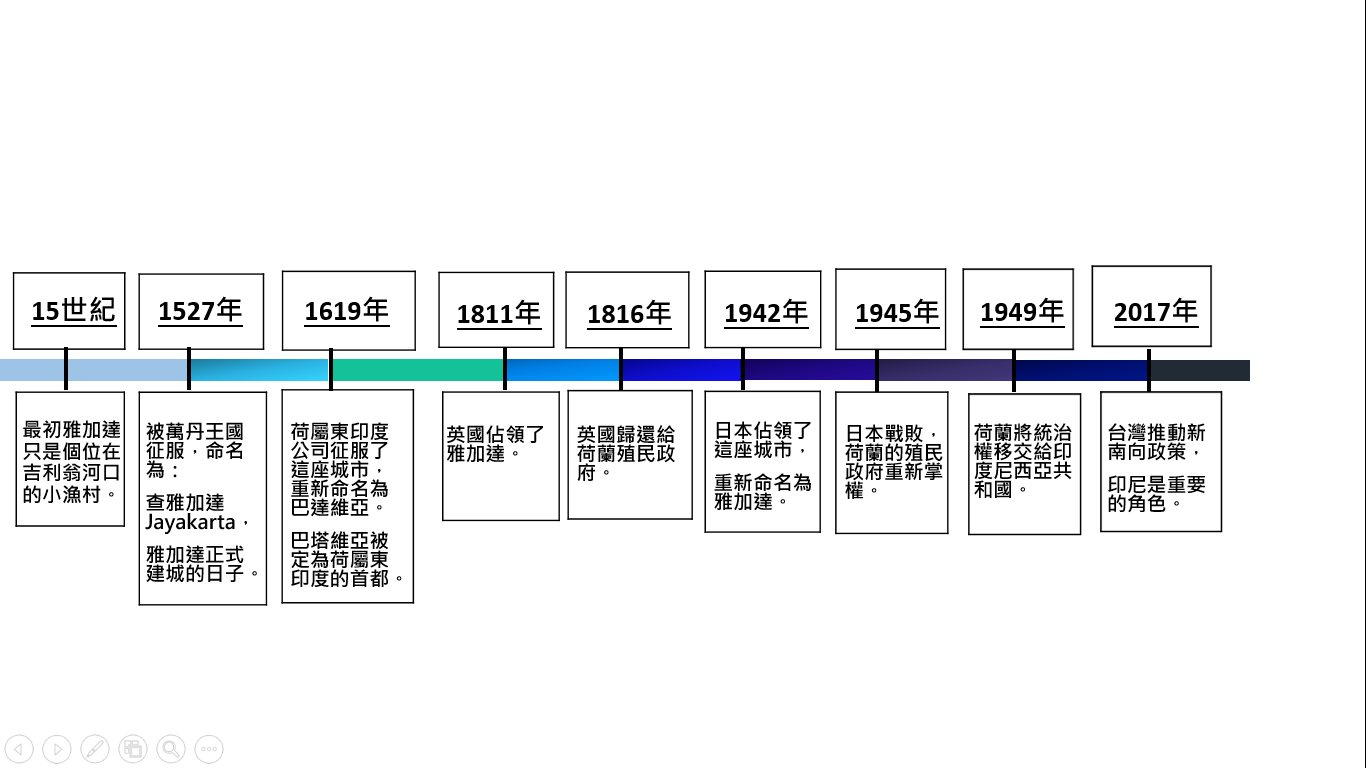 15世紀
1527年
1619年
1811年
1816年
1942年
1945年
1949年
2017年
最初雅加達
只是個位在
吉利翁河口
的小漁村。
被萬丹王國
征服，命名
為：
查雅加達
Jayakarta，
雅加達正式
建城的日子。
荷屬東印度
公司征服了
這座城市，
重新命名為
巴達維亞。
巴塔維亞被
定為荷屬東
印度的首都。
英國佔領了
雅加達。
英國歸還給
荷蘭殖民政
府。
日本佔領了
這座城市，
重新命名為
雅加達。
日本戰敗，
荷蘭的殖民
政府重新掌
權。
荷蘭將統治
權移交給印
度尼西亞共
和國。
台灣推動新
南向政策，
印尼是重要
的角色。